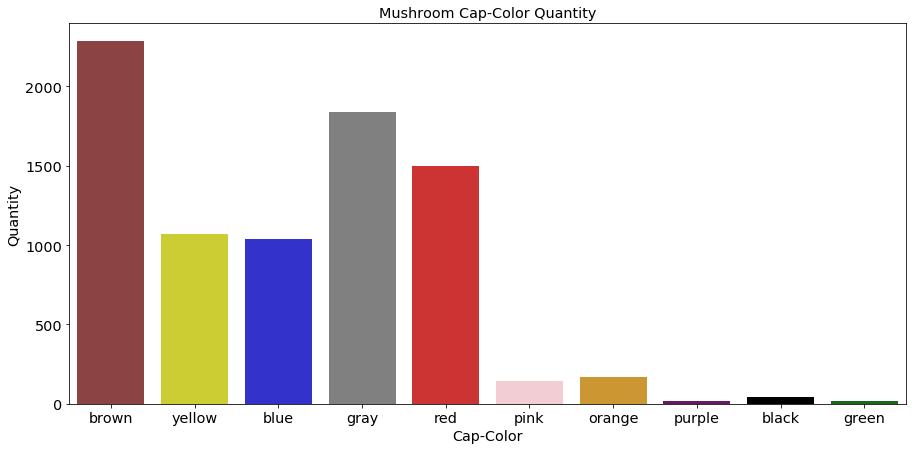 Mushroom Cap-Color Quantity
Quantity
2000
1500
1000
500
0
brown yellow blue gray red pink orange purple black green
Cap-Color